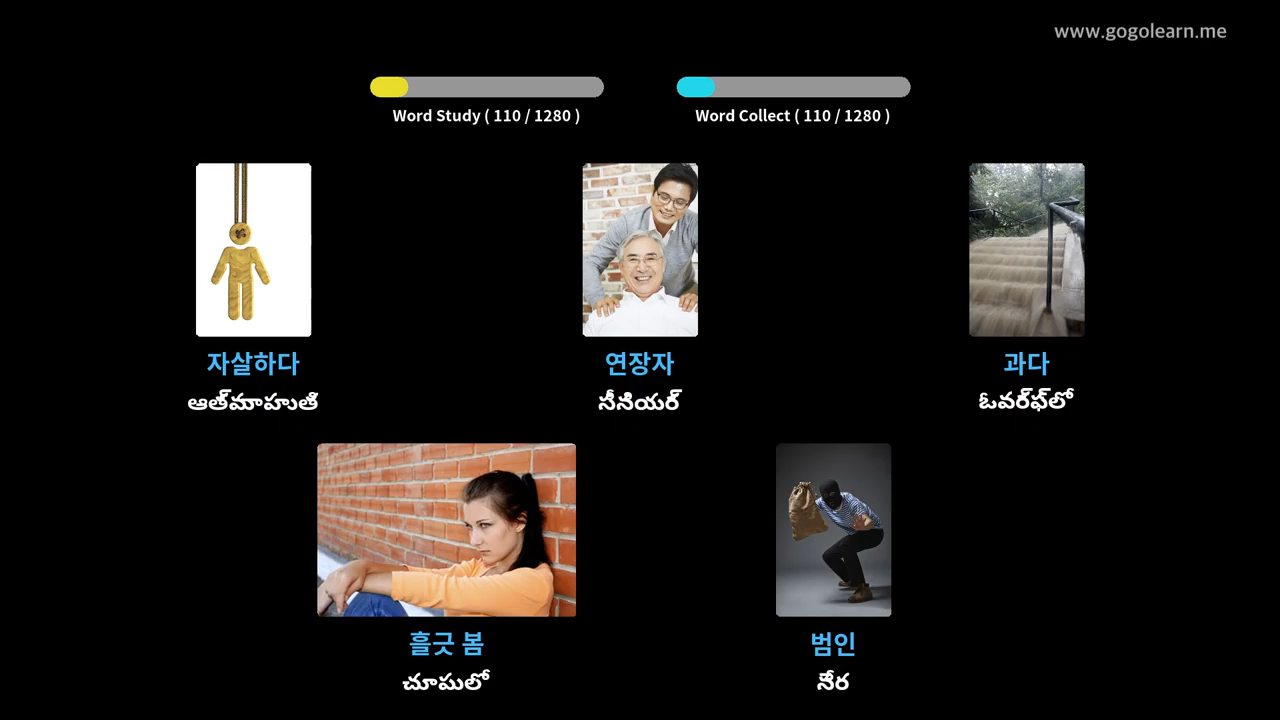 www.gogolearn.me
Word Study ( 110 / 1280 )
Word Collect ( 110 / 1280 )
자살하다
ఆత్మాహుతి
연장자
సీనియర్
과다
ఓవర్‌ఫ్‌లో
흘긋 봄
చూపులో
범인
నేర